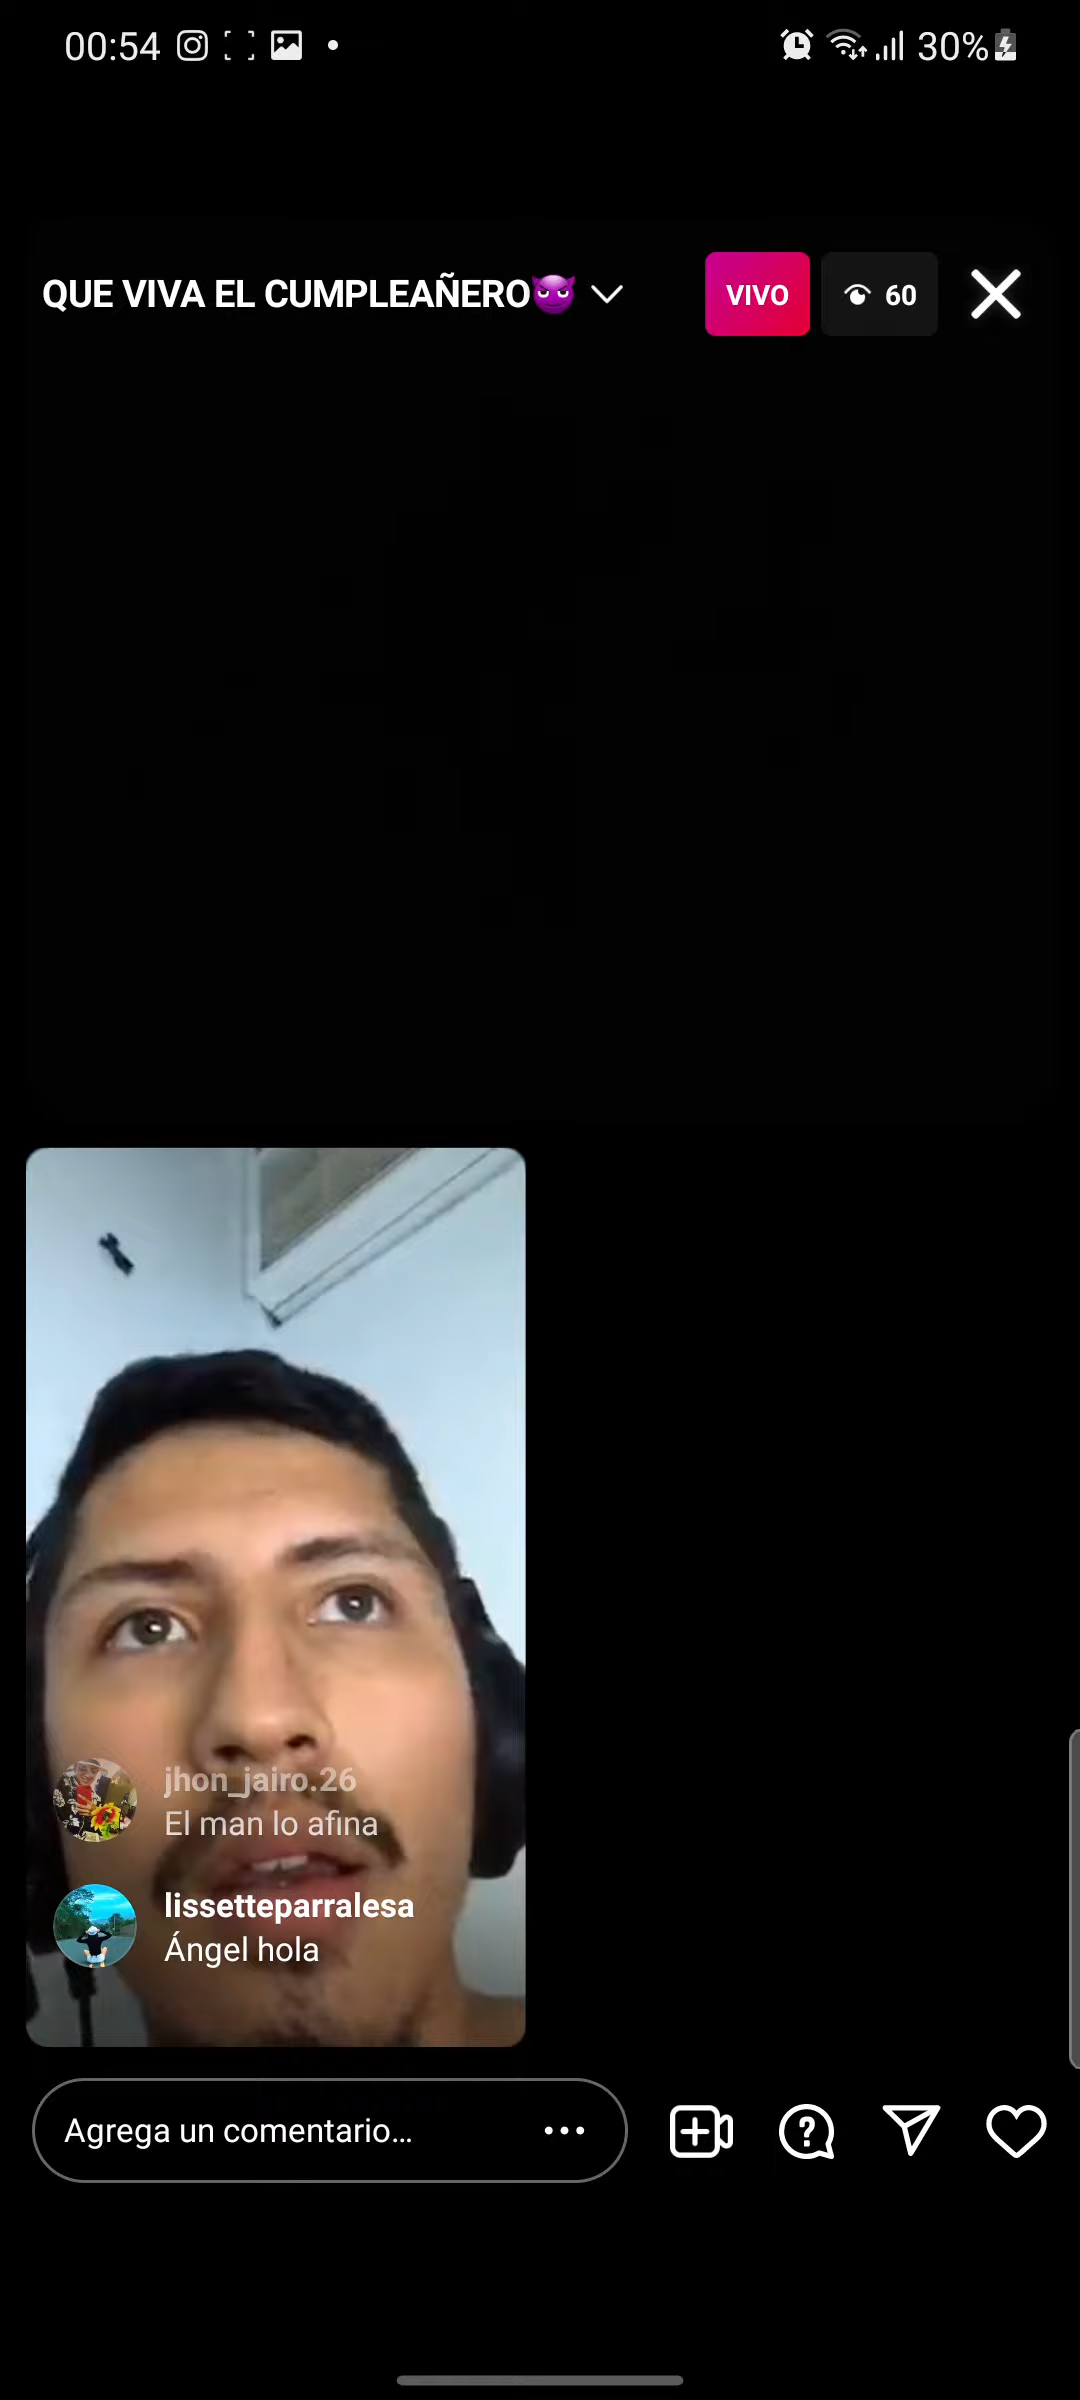 00:54
30%
QUE VIVA EL CUMPLEAÑERO😈
VIVO
60
jhon_jairo.26
El man lo afina
lissetteparralesa
Ángel hola
Agrega un comentario...